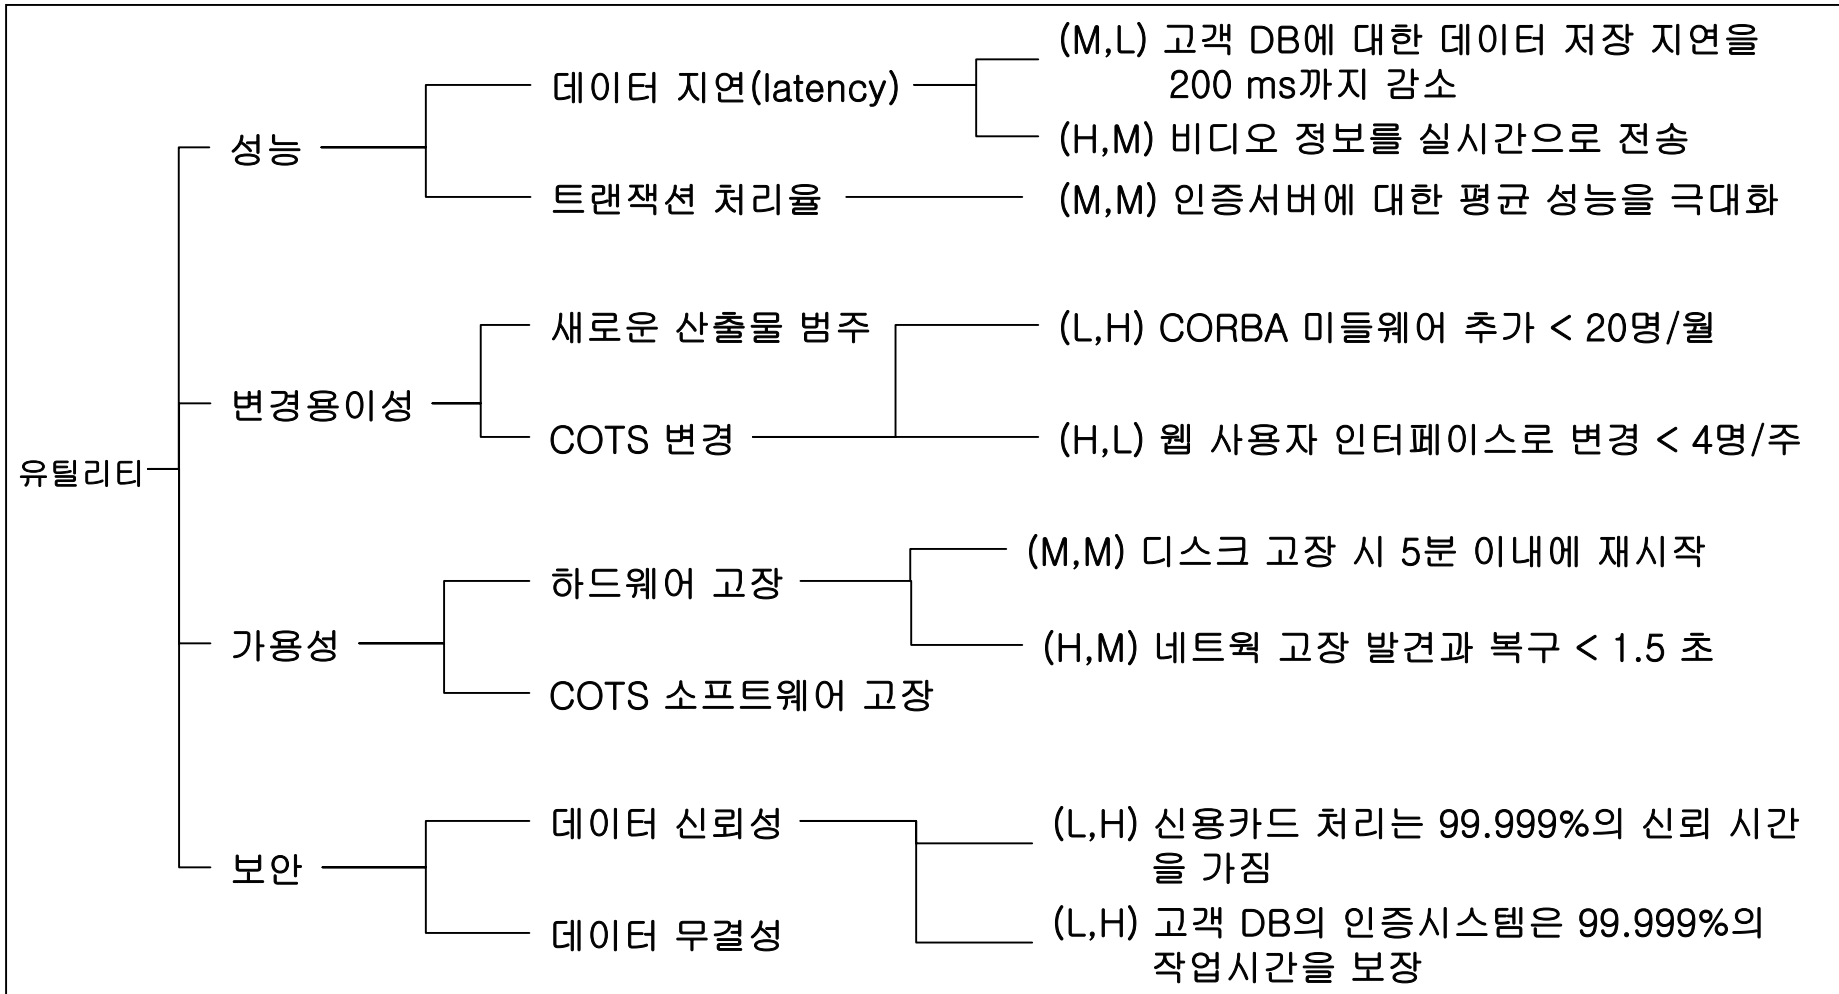 (M,L) 고객 DB에 대한 데이터 저장 지연을
200 ms까지 감소
데이터 지연(latency)
(H,M) 비디오 정보를 실시간으로 전송
성능
트랜잭션 처리율
(M,M) 인증서버에 대한 평균 성능을 극대화
새로운 산출물 범주
(L,H) CORBA 미들웨어 추가 < 20명/월
변경용이성
COTS 변경
(H,L) 웹 사용자 인터페이스로 변경 < 4명/주
유틸리티
(M,M) 디스크 고장 시 5분 이내에 재시작
하드웨어 고장
가용성
(H,M) 네트웍 고장 발견과 복구 < 1.5 초
COTS 소프트웨어 고장
데이터 신뢰성
(L,H) 신용카드 처리는 99.999%의 신뢰 시간
을 가짐
보안
데이터 무결성
(L,H) 고객 DB의 인증시스템은 99.999%의
작업시간을 보장